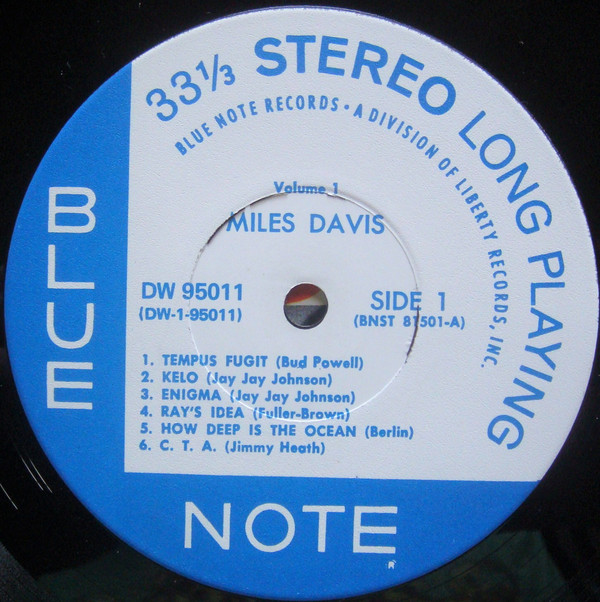 33⅓ STEREO LONG PLAYING
BLUE NOTE RECORDS • A DIVISION OF LIBERTY RECORDS, INC.
Volume 1
MILES DAVIS
DW 95011
(DW-1-95011)
SIDE 1
(BNST 81501-A)
1. TEMPUS FUGIT (Bud Powell)
2. KELO (Jay Jay Johnson)
3. ENIGMA (Jay Jay Johnson)
4. RAY'S IDEA (Fuller-Brown)
5. HOW DEEP IS THE OCEAN (Berlin)
6. C. T. A. (Jimmy Heath)
BLUE
NOTE
R